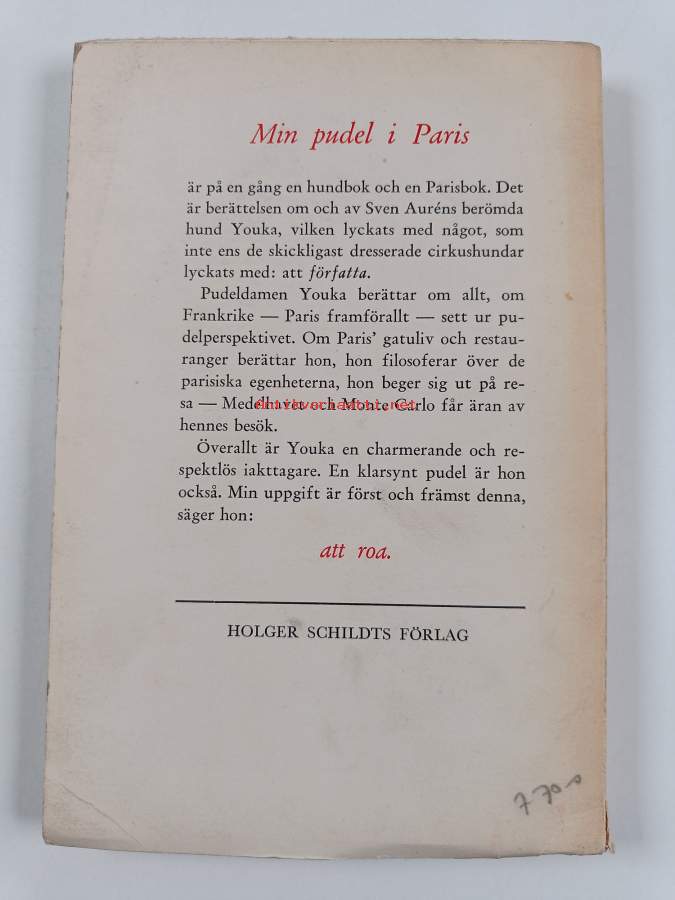 Min pudel i Paris
är på en gång en hundbok och en Parisbok. Det
är berättelsen om och av Sven Auréns berömda
hund Youka, vilken lyckats med något, som
inte ens de skickligast dresserade cirkushundar
lyckats med: att författa.
Pudeldamen Youka berättar om allt, om
Frankrike — Paris framförallt — sett ur pu-
delperspektivet. Om Paris' gatuliv och restau-
ranger berättar hon, hon filosoferar över de
parisiska egenheterna, hon beger sig ut på re-
sa — Medelhavet och Monte Carlo får äran av
hennes besök.
Överallt är Youka en charmerande och re-
spektlös iakttagare. En klarsynt pudel är hon
också. Min uppgift är först och främst denna,
säger hon:
att roa.
HOLGER SCHILDTS FÖRLAG